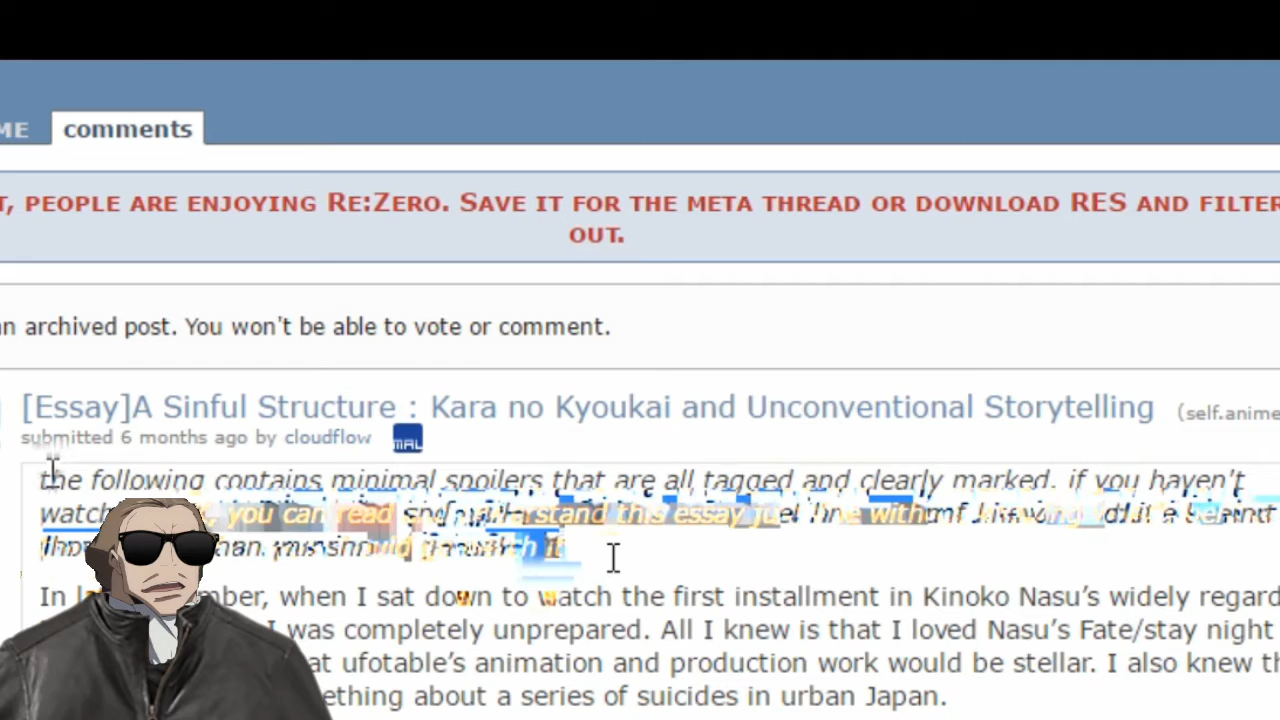 ME comments
T, PEOPLE ARE ENJOYING RE:ZERO. SAVE IT FOR THE META THREAD OR DOWNLOAD RES AND FILTER
OUT.
an archived post. You won't be able to vote or comment.
[Essay]A Sinful Structure : Kara no Kyoukai and Unconventional Storytelling (self.anime
submitted 6 months ago by cloudflow MAL
the following contains minimal spoilers that are all tagged and clearly marked. if you haven't
watch you can read this essay
In when I sat down to watch the first installment in Kinoko Nasu's widely regard
I was completely unprepared. All I knew is that I loved Nasu's Fate/stay night
at ufotable's animation and production work would be stellar. I also knew th
ething about a series of suicides in urban Japan.